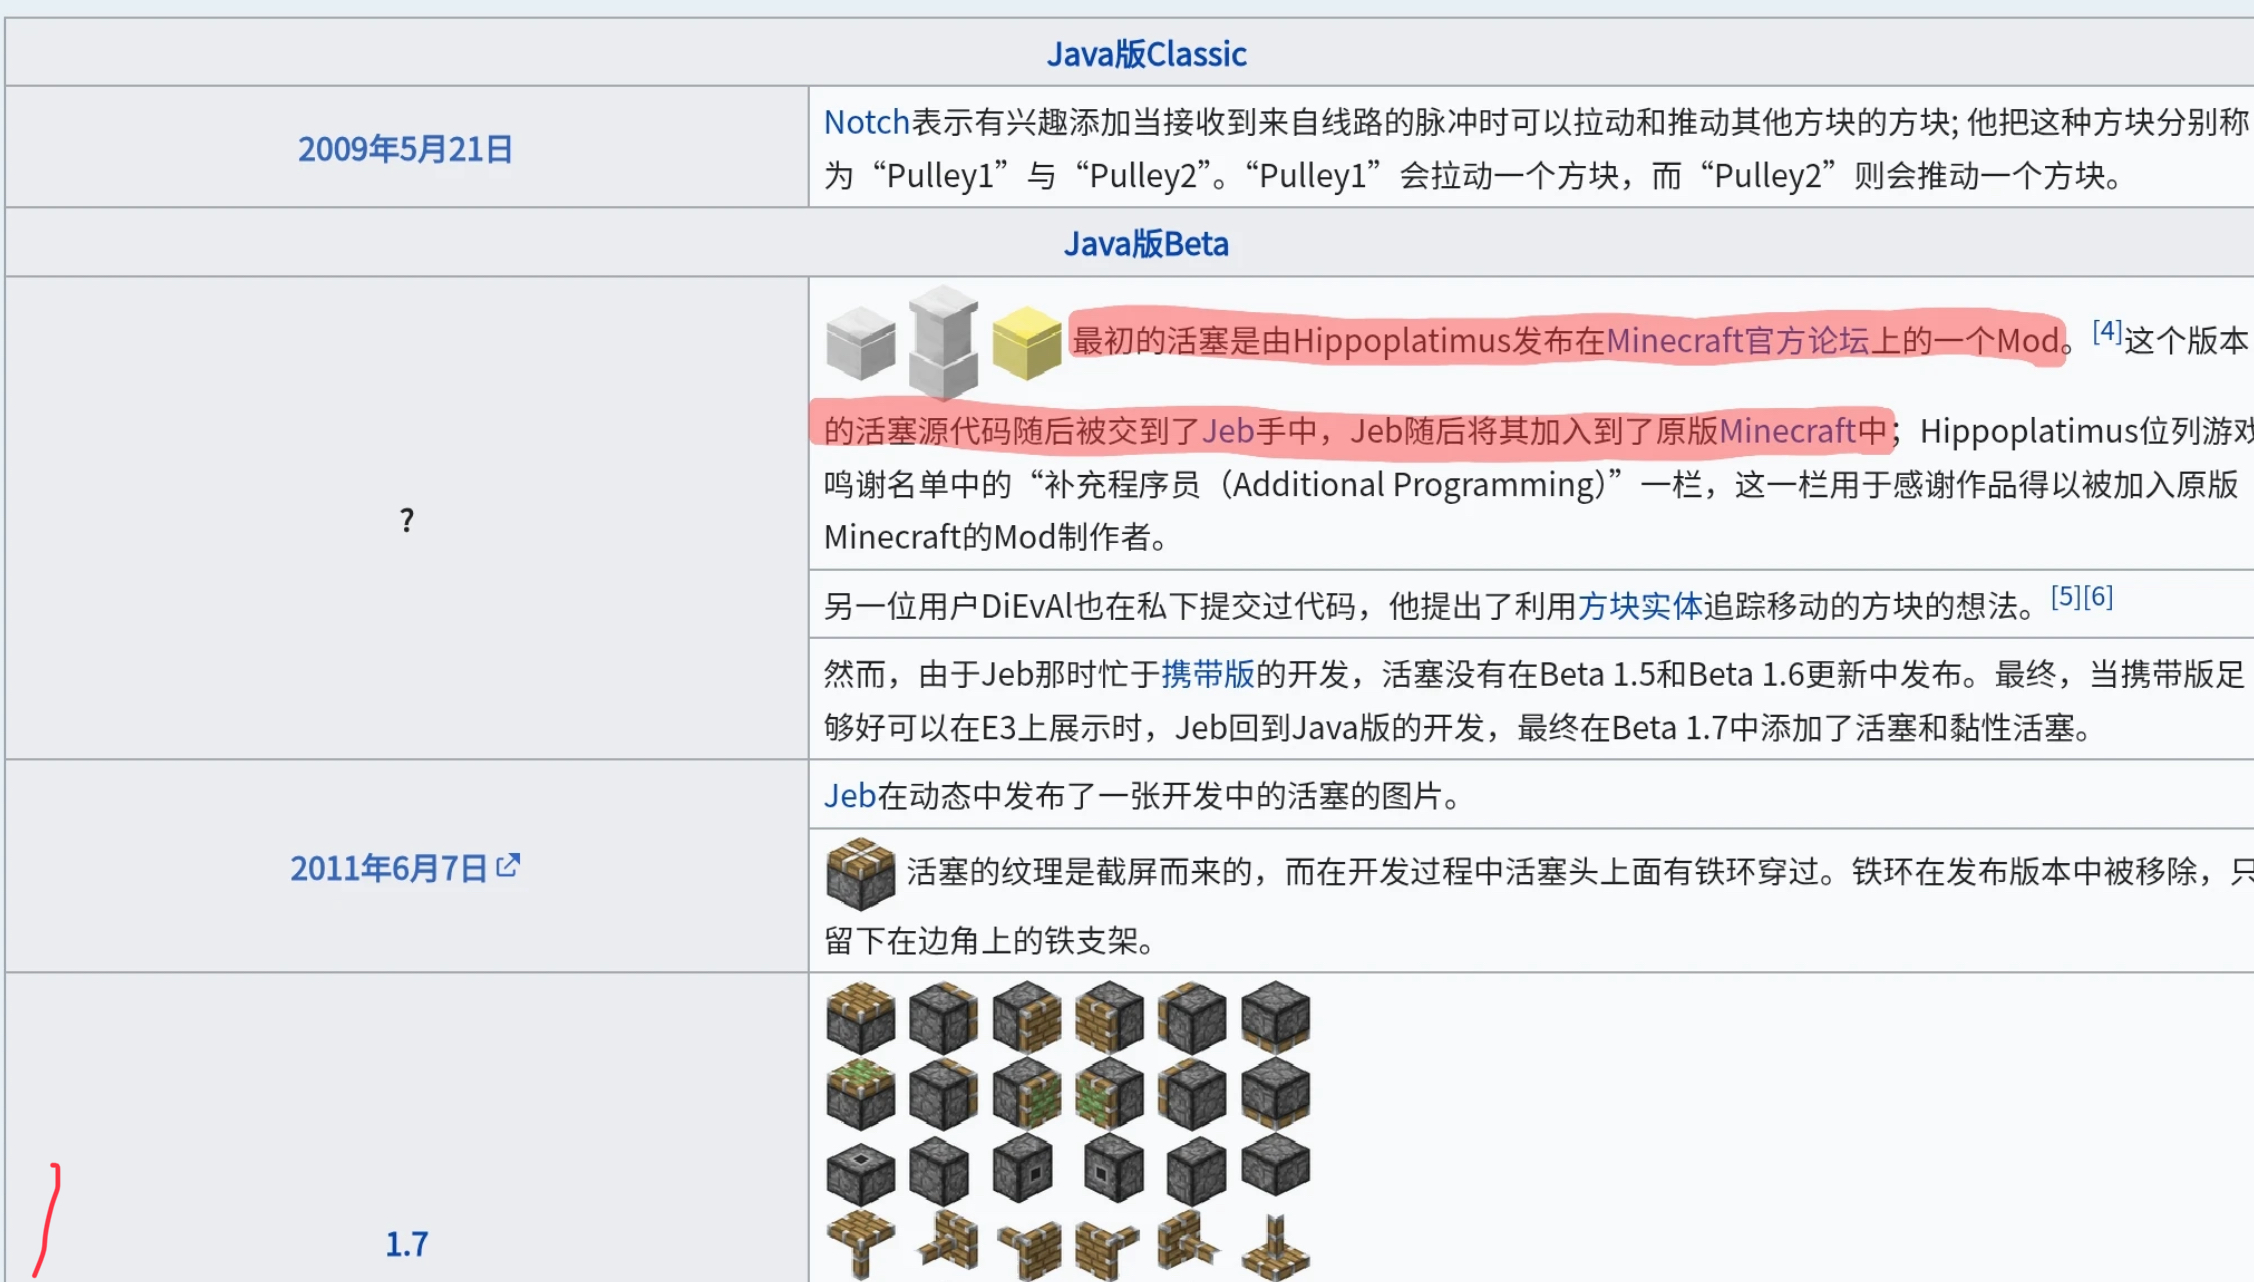 Java版Classic
2009年5月21日
Notch表示有兴趣添加当接收到来自线路的脉冲时可以拉动和推动其他方块的方块; 他把这种方块分别称
为“Pulley1”与“Pulley2”。“Pulley1”会拉动一个方块，而“Pulley2”则会推动一个方块。
Java版Beta
?
最初的活塞是由Hippoplatimus发布在Minecraft官方论坛上的一个Mod。[4]这个版本
的活塞源代码随后被交到了Jeb手中，Jeb随后将其加入到了原版Minecraft中；Hippoplatimus位列游戏
鸣谢名单中的“补充程序员（Additional Programming）”一栏，这一栏用于感谢作品得以被加入原版
Minecraft的Mod制作者。
另一位用户DiEvAl也在私下提交过代码，他提出了利用方块实体追踪移动的方块的想法。[5][6]
然而，由于Jeb那时忙于携带版的开发，活塞没有在Beta 1.5和Beta 1.6更新中发布。最终，当携带版足
够好可以在E3上展示时，Jeb回到Java版的开发，最终在Beta 1.7中添加了活塞和黏性活塞。
2011年6月7日
Jeb在动态中发布了一张开发中的活塞的图片。
活塞的纹理是截屏而来的，而在开发过程中活塞头上面有铁环穿过。铁环在发布版本中被移除，只
留下在边角上的铁支架。
1.7